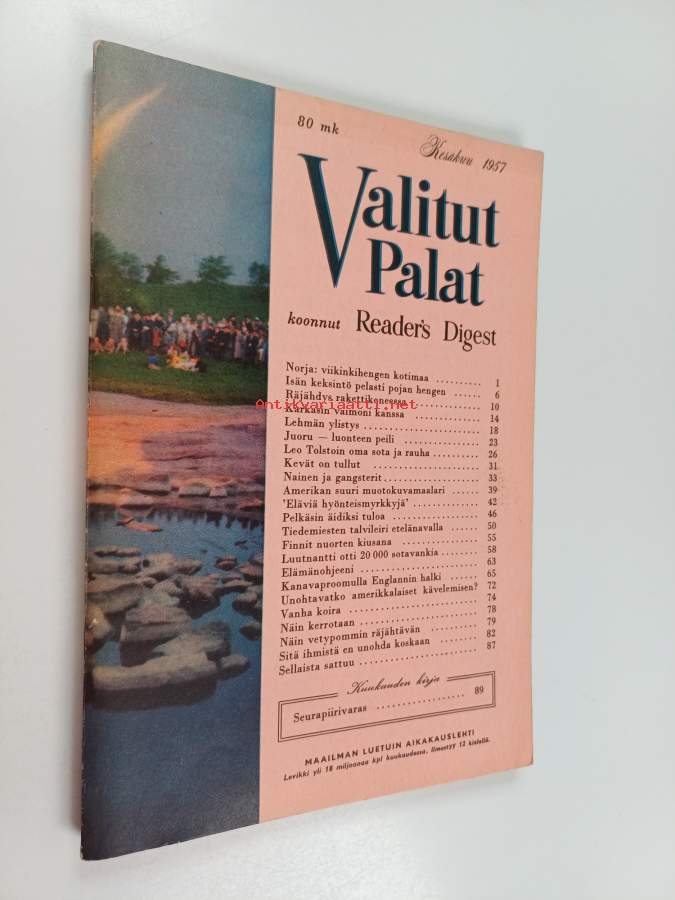 80 mk
Kesäkuu 1957
Valitut
Palat
koonnut Reader's Digest
Norja: viikinkihengen kotimaa .......... 1
Isän keksintö pelasti pojan hengen ...... 6
Räjähdys rakettikoneessa .......... 10
Antikvariaatti.net
Karkasin vaimoni kanssa .......... 14
Lehmän ylistys .......... 18
Juoru — luonteen peili .......... 23
Leo Tolstoin oma sota ja rauha .......... 26
Kevät on tullut .......... 31
Nainen ja gangsterit .......... 33
Amerikan suuri muotokuvamaalari ...... 39
'Eläviä hyönteismyrkkyjä' .......... 42
Pelkäsin äidiksi tuloa .......... 46
Tiedemiesten talvileiri etelänavalla ...... 50
Finnit nuorten kiusana .......... 55
Luutnantti otti 20 000 sotavankia ....... 58
Elämänohjeeni .......... 63
Kanavaproomulla Englannin halki ...... 65
Unohtavatko amerikkalaiset kävelemisen? 72
Vanha koira .......... 74
Näin kerrotaan .......... 78
Näin vetypommin räjähtävän .......... 79
Sitä ihmistä en unohda koskaan ....... 82
Sellaista sattuu .......... 87
Kuukauden kirja
Seurapiirivaras .......... 89
MAAILMAN LUETUIN AIKAKAUSLEHTI
Levikki yli 18 miljoonaa kpl kuukaudessa. Ilmestyy 12 kielellä.